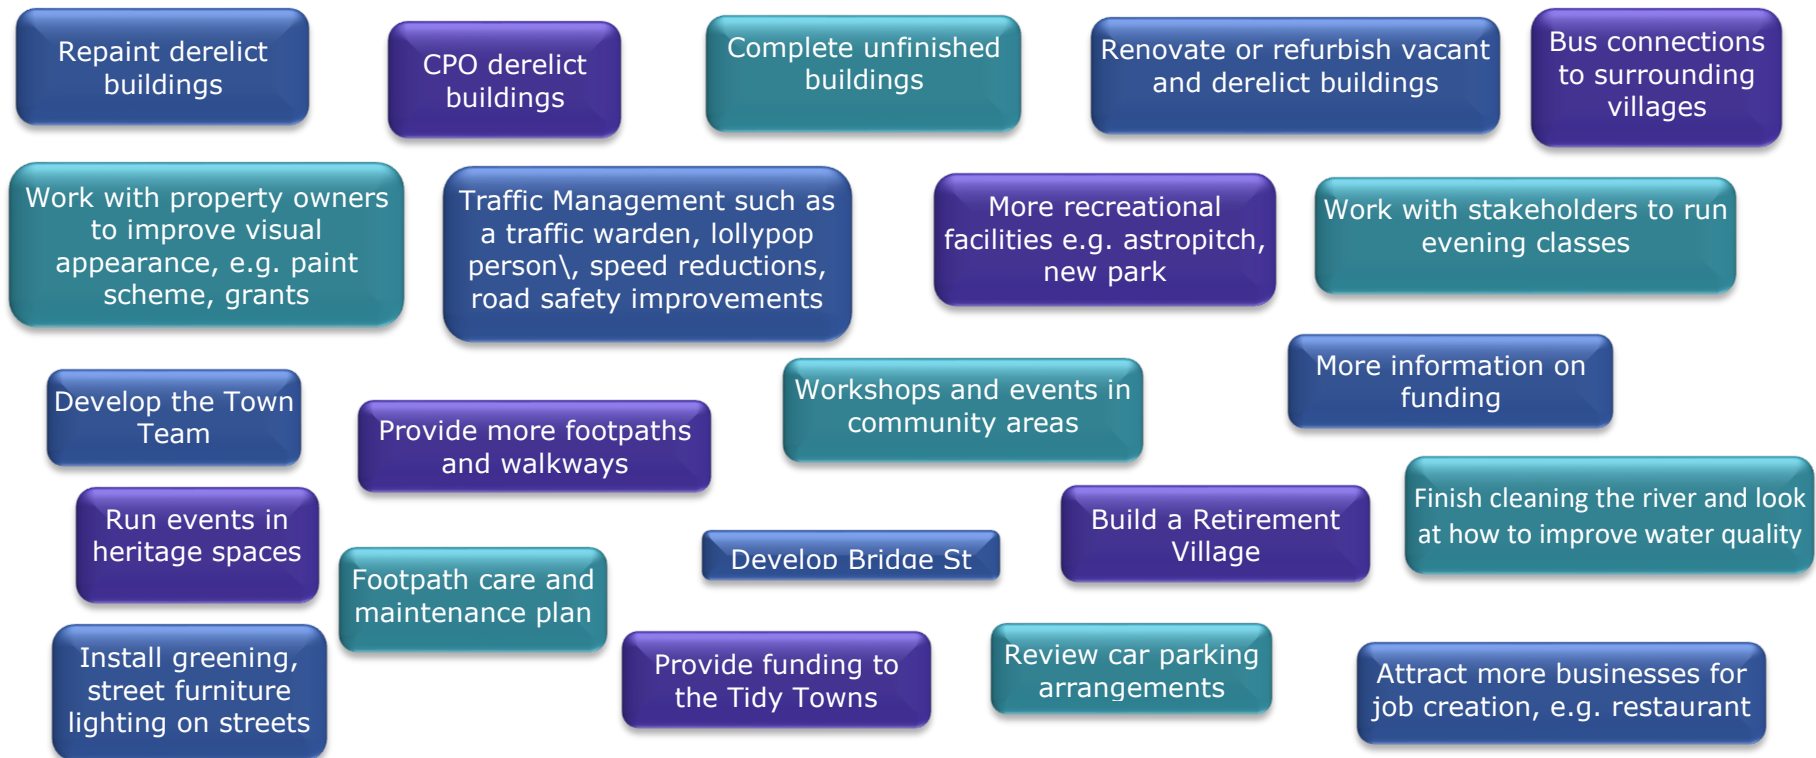 Repaint derelict
buildings
CPO derelict
buildings
Complete unfinished
buildings
Renovate or refurbish vacant
and derelict buildings
Bus connections
to surrounding
villages
Work with property owners
to improve visual
appearance, e.g. paint
scheme, grants
Traffic Management such as
a traffic warden, lollypop
person\, speed reductions,
road safety improvements
More recreational
facilities e.g. astropitch,
new park
Work with stakeholders to run
evening classes
Develop the Town
Team
Provide more footpaths
and walkways
Workshops and events in
community areas
More information on
funding
Run events in
heritage spaces
Footpath care and
maintenance plan
Develop Bridge St
Build a Retirement
Village
Finish cleaning the river and look
at how to improve water quality
Install greening,
street furniture
lighting on streets
Provide funding to
the Tidy Towns
Review car parking
arrangements
Attract more businesses for
job creation, e.g. restaurant